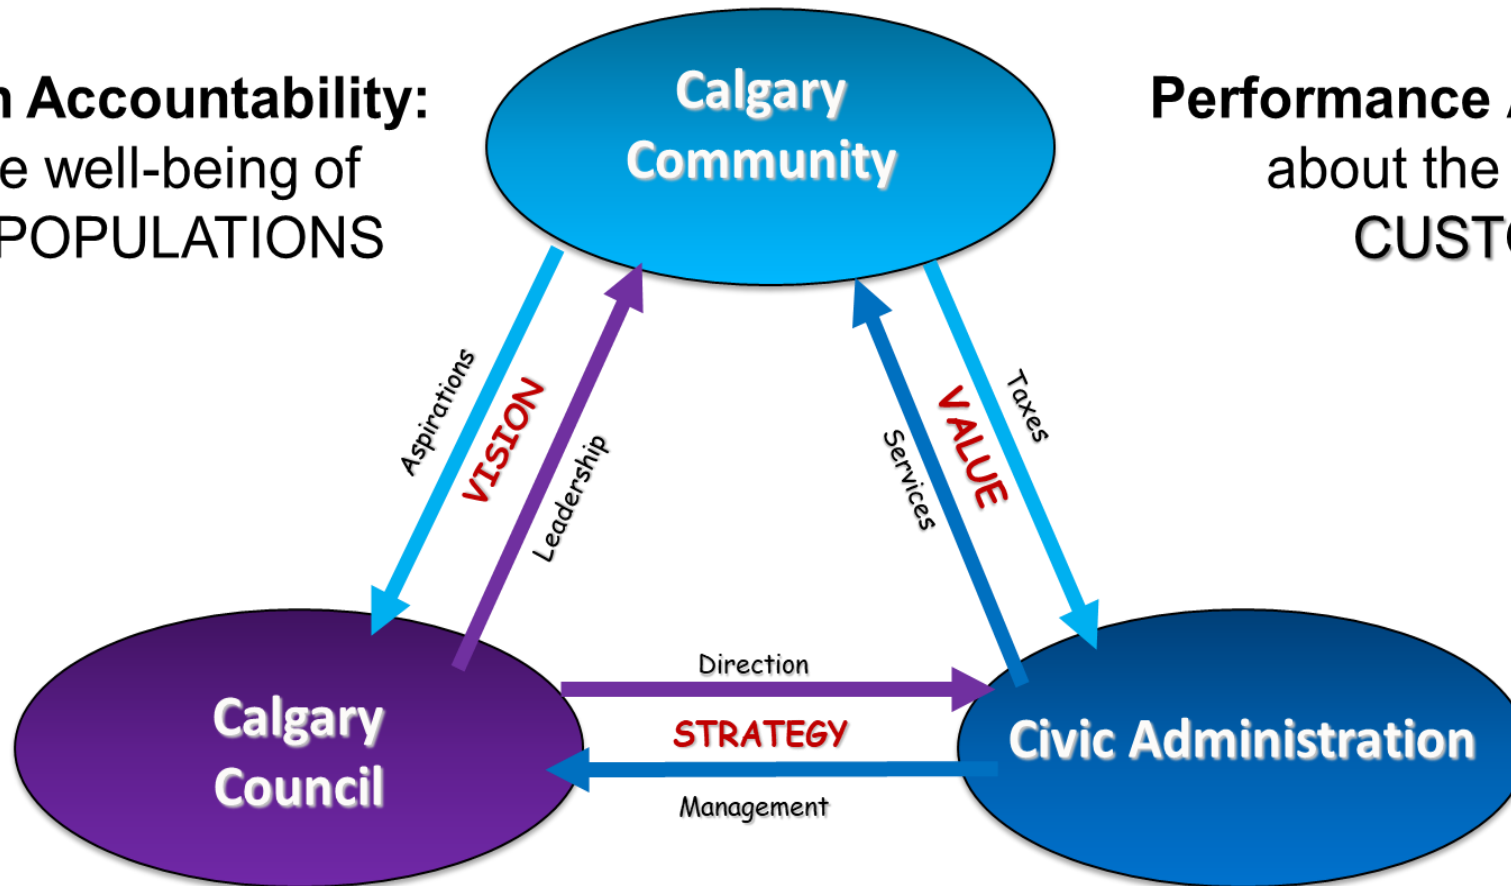 n Accountability:
e well-being of
POPULATIONS
Calgary
Community
Performance
about the
Aspirations
VISION
Leadership
Services
VALUE
Taxes
Calgary
Council
Direction
STRATEGY
Management
Civic Administration